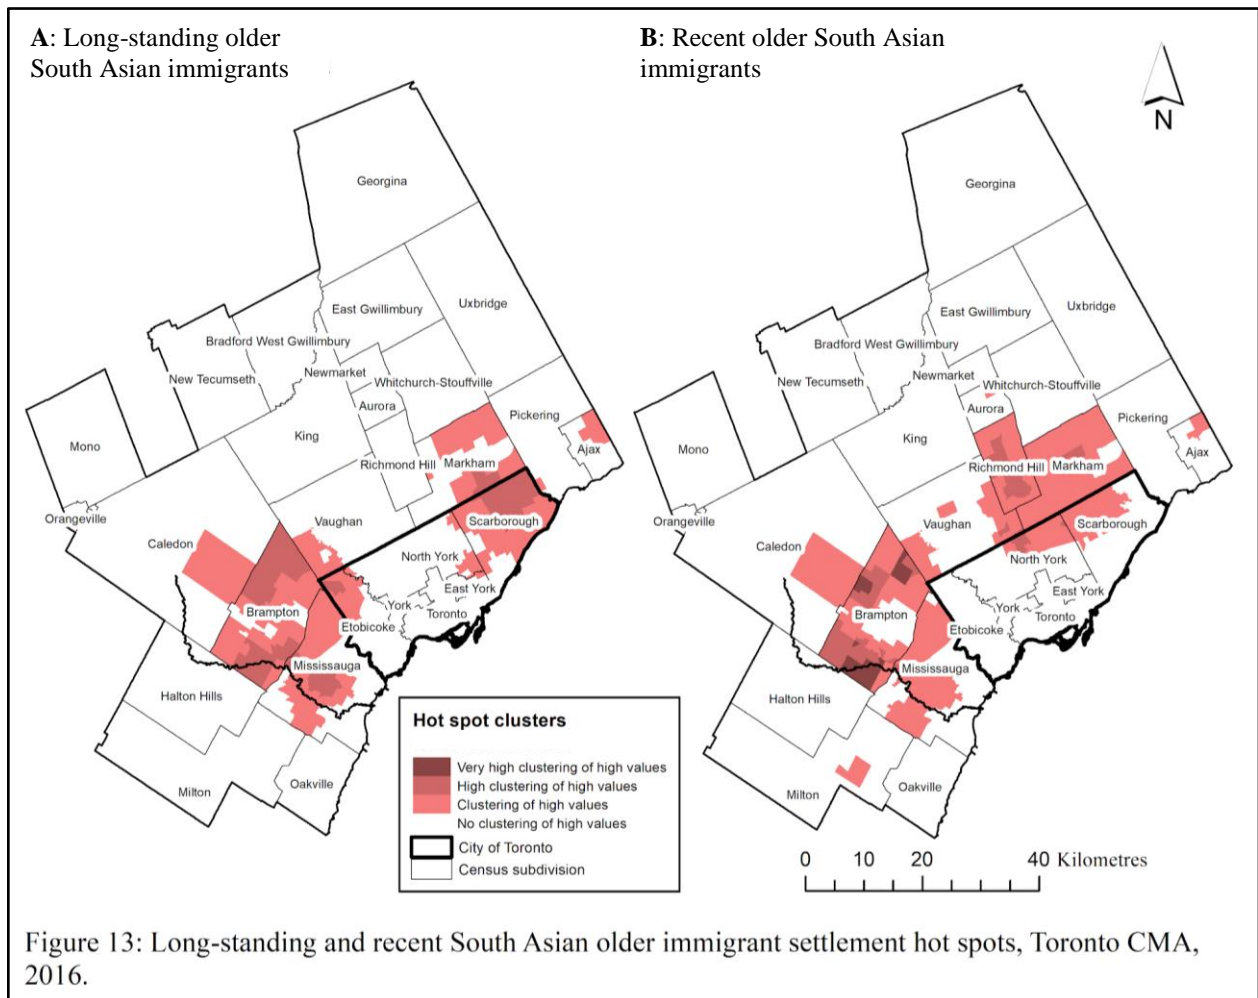 A: Long-standing older
South Asian immigrants
B: Recent older South Asian
immigrants
N
Georgina
East Gwillimbury
Uxbridge
Bradford West Gwillimbury
New Tecumseth
Newmarket
Whitchurch-Stouffville
Aurora
Pickering
Mono
King
Richmond Hill
Markham
Ajax
Orangeville
Vaughan
Scarborough
Caledon
North York
East York
Brampton
York
Toronto
Etobicoke
Mississauga
Halton Hills
Milton
Oakville
Georgina
East Gwillimbury
Uxbridge
Bradford West Gwillimbury
New Tecumseth
Newmarket
Whitchurch-Stouffville
Aurora
Pickering
Mono
King
Richmond Hill
Markham
Ajax
Orangeville
Vaughan
Scarborough
Caledon
North York
East York
Brampton
York
Toronto
Etobicoke
Mississauga
Halton Hills
Milton
Oakville
Hot spot clusters
Very high clustering of high values
High clustering of high values
Clustering of high values
No clustering of high values
City of Toronto
Census subdivision
0 10 20 40 Kilometres
Figure 13: Long-standing and recent South Asian older immigrant settlement hot spots, Toronto CMA,
2016.